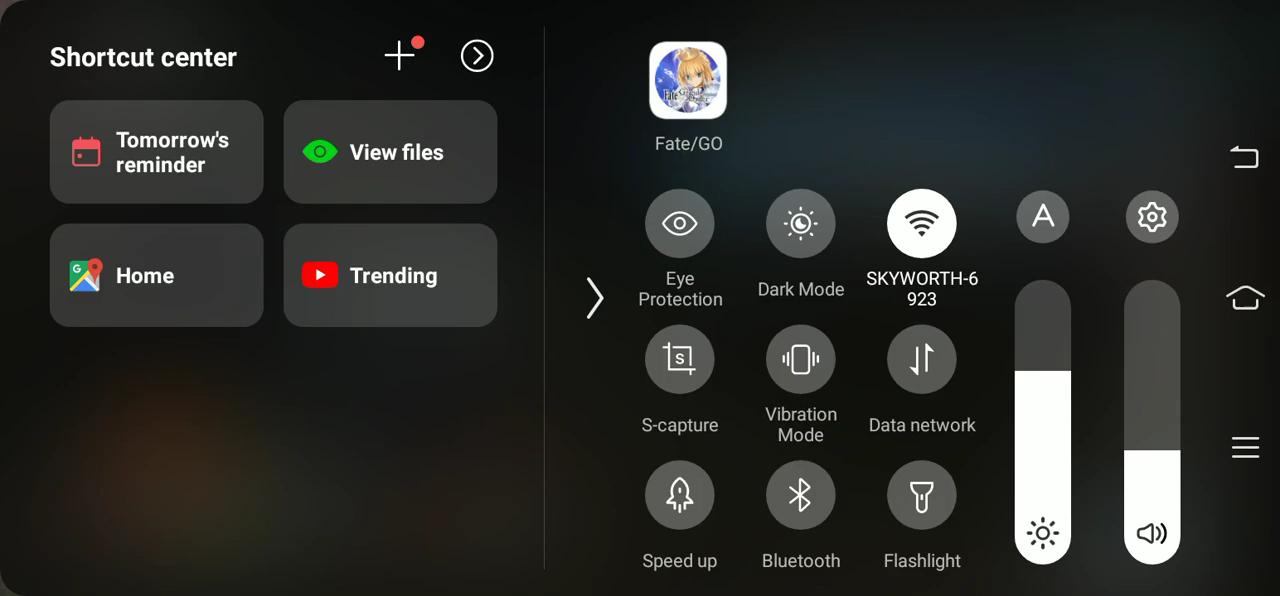 Shortcut center
Tomorrow's
reminder
View files
Home
Trending
Fate/GO
Eye
Protection
Dark Mode
SKYWORTH-6
923
A
S
S-capture
Vibration
Mode
Data network
Speed up
Bluetooth
Flashlight